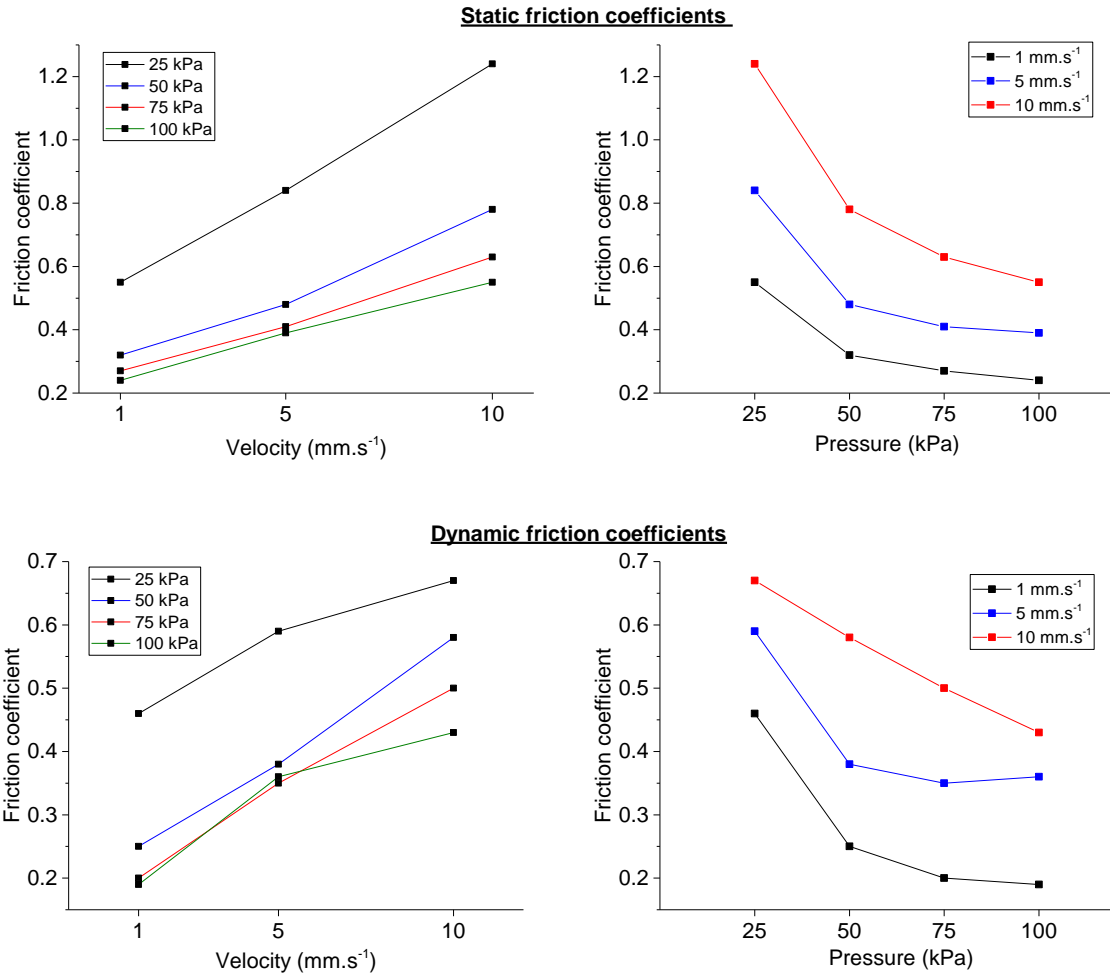 Static friction coefficients
25 kPa
50 kPa
75 kPa
100 kPa
1.2
1.0
0.8
0.6
0.4
0.2
Friction coefficient
1
5
10
Velocity (mm.s⁻¹)
1 mm.s⁻¹
5 mm.s⁻¹
10 mm.s⁻¹
1.2
1.0
0.8
0.6
0.4
0.2
Friction coefficient
25
50
75
100
Pressure (kPa)
Dynamic friction coefficients
25 kPa
50 kPa
75 kPa
100 kPa
0.7
0.6
0.5
0.4
0.3
0.2
Friction coefficient
1
5
10
Velocity (mm.s⁻¹)
1 mm.s⁻¹
5 mm.s⁻¹
10 mm.s⁻¹
0.7
0.6
0.5
0.4
0.3
0.2
Friction coefficient
25
50
75
100
Pressure (kPa)